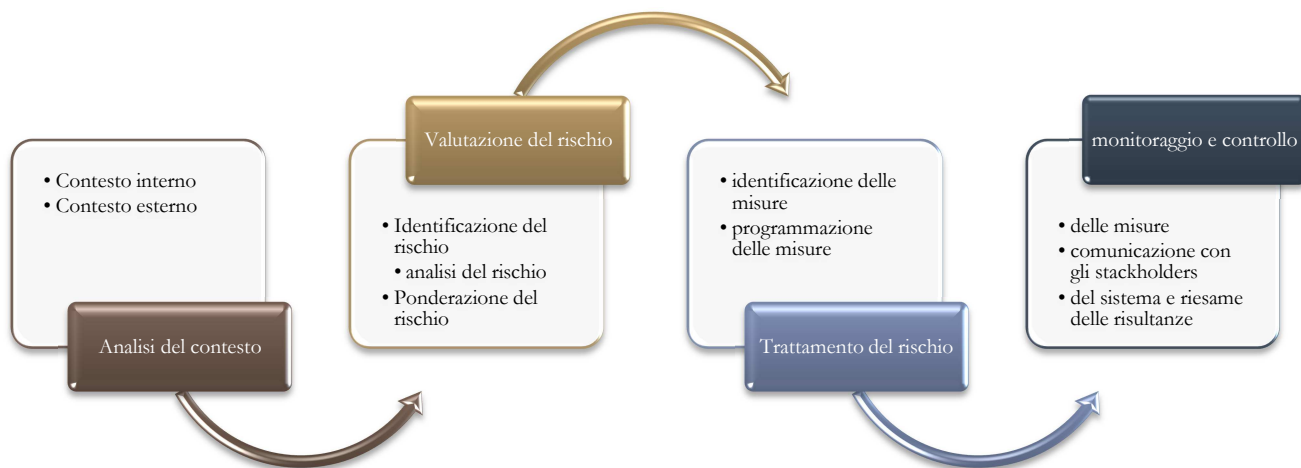 • Contesto interno
• Contesto esterno
Analisi del contesto
Valutazione del rischio
• Identificazione del
rischio
• analisi del rischio
• Ponderazione del
rischio
• identificazione delle
misure
• programmazione
delle misure
Trattamento del rischio
monitoraggio e controllo
• delle misure
• comunicazione con
gli stackholders
• del sistema e riesame
delle risultanze